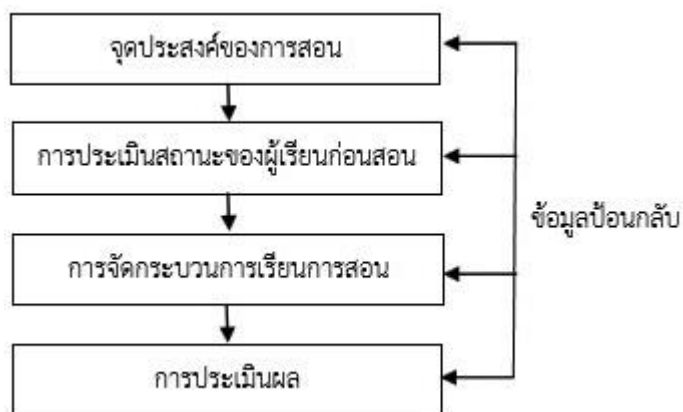 จุดประสงค์ของการสอน
การประเมินสถานะของผู้เรียนก่อนสอน
ข้อมูลป้อนกลับ
การจัดกระบวนการเรียนการสอน
การประเมินผล